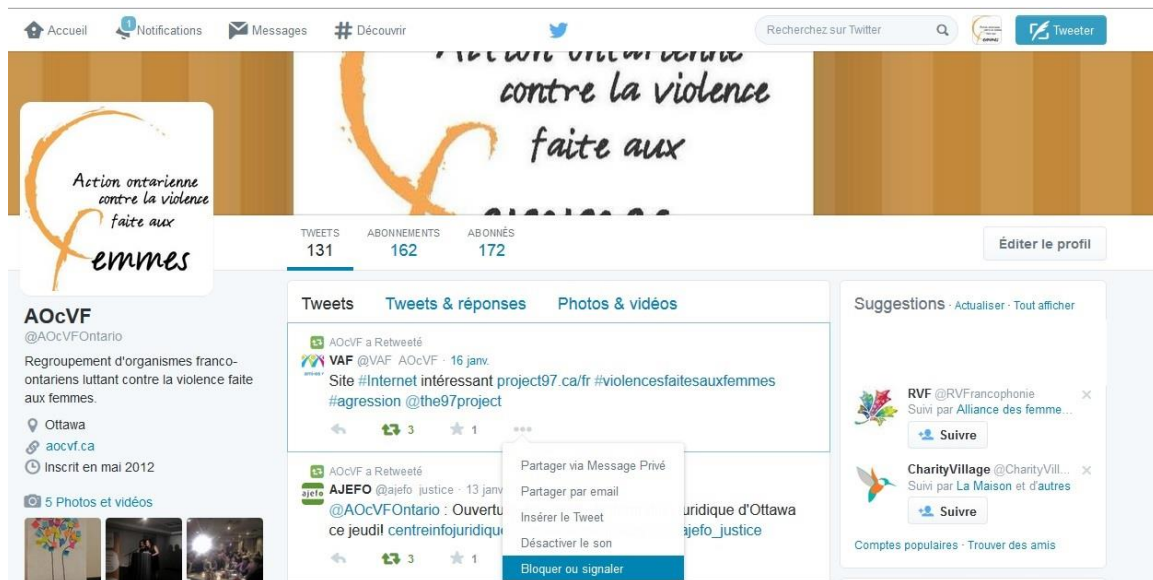 Accueil
1
Notifications
Messages
Découvrir
Recherchez sur Twitter
Tweeter
contre la violence
faite aux
Action ontarienne
contre la violence
faite aux
emmes
TWEETS
131
ABONNEMENTS
162
ABONNÉS
172
Éditer le profil
AOcVF
@AOcVFOntario
Regroupement d'organismes franco-
ontariens luttant contre la violence faite
aux femmes.
Ottawa
aocvf.ca
Inscrit en mai 2012
5 Photos et vidéos
Tweets
Tweets & réponses
Photos & vidéos
AOcVF a Retweeté
VAF @VAF_AOcVF · 16 janv.
Site #Internet intéressant project97.ca/fr #violencesfaitesauxfemmes
#agression @the97project
3
1
AOcVF a Retweeté
ajefo
AJEFO @ajefo_justice · 13 janv
@AOcVFOntario : Ouvertu
uridique d'Ottawa
ce jeudi! centreinfojuridique
ajefo_justice
3
1
Partager via Message Privé
Partager par email
Insérer le Tweet
Désactiver le son
Bloquer ou signaler
Suggestions · Actualiser · Tout afficher
RVF @RVFrancophonie
Suivi par Alliance des femme...
Suivre
CharityVillage @CharityVill...
Suivi par La Maison et d'autres
Suivre
Comptes populaires · Trouver des amis